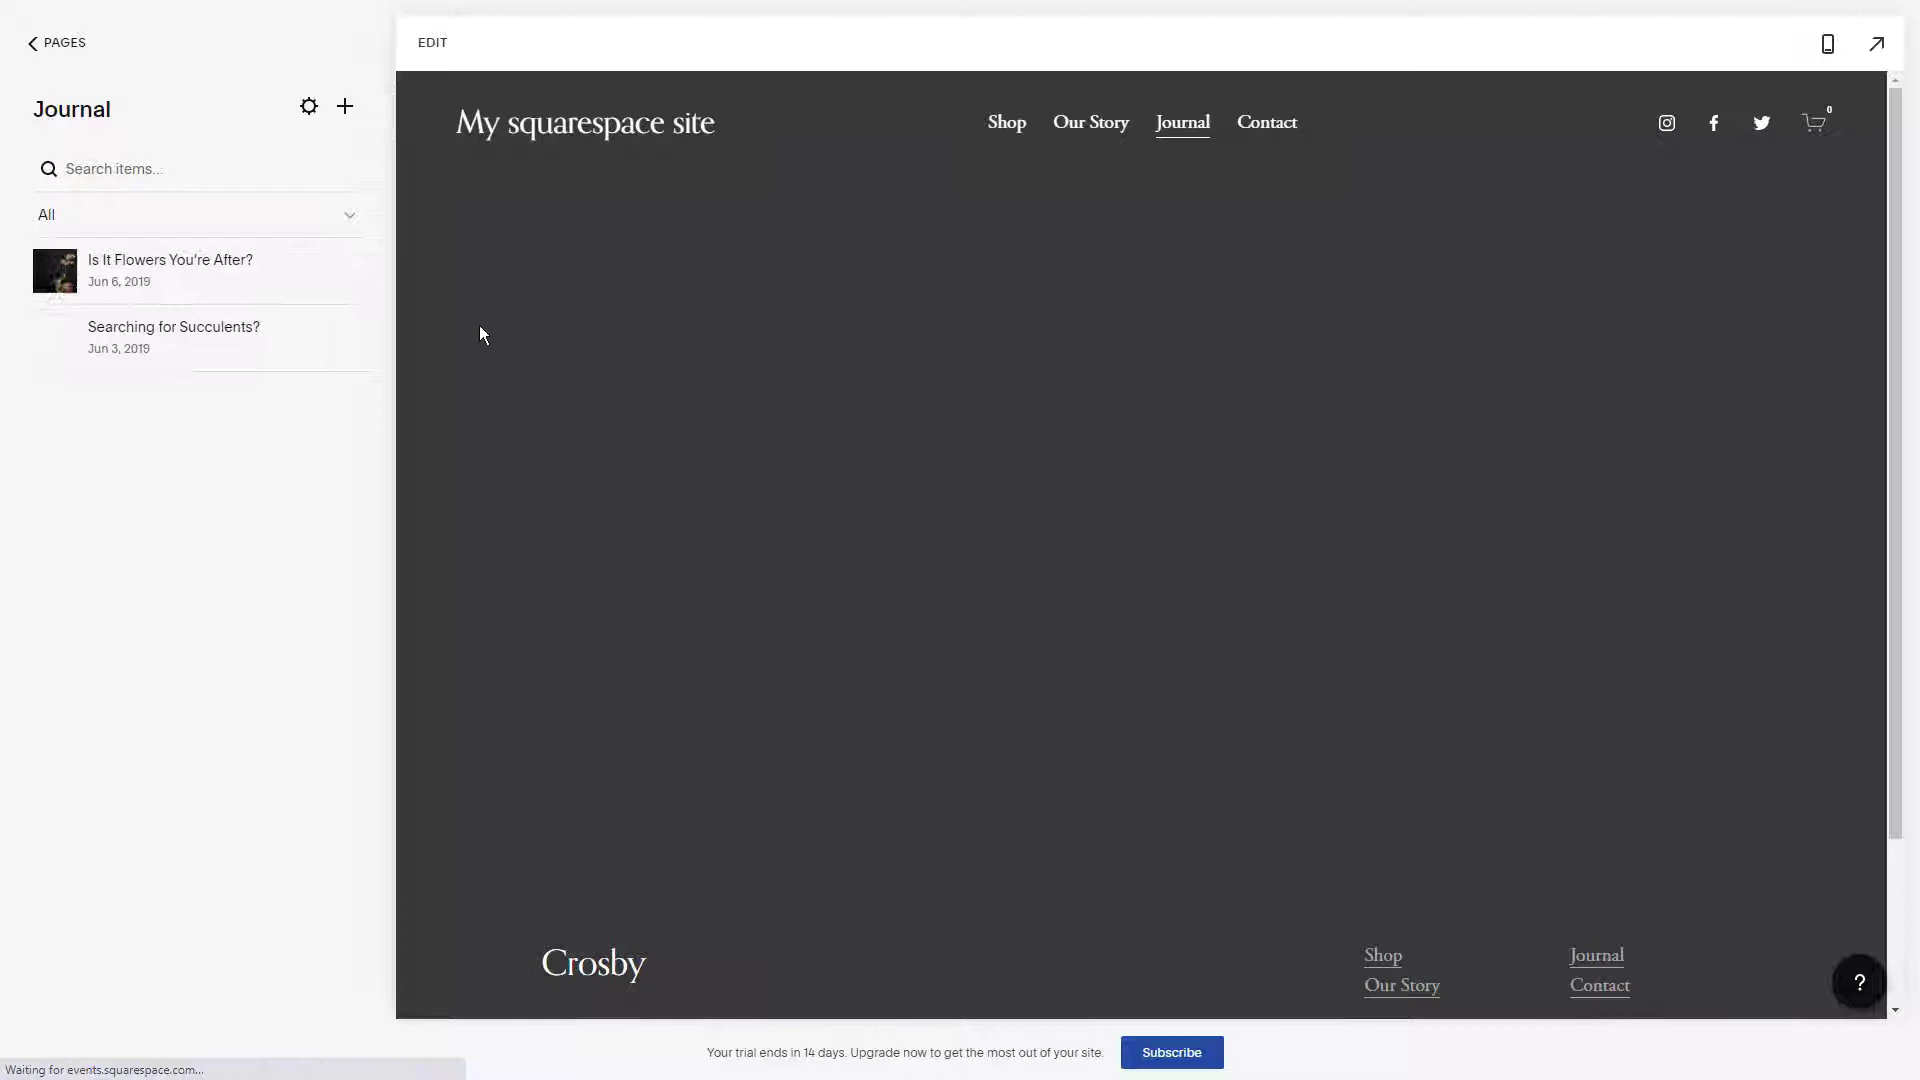 PAGES
EDIT
Journal
Search items...
All
Is It Flowers You're After?
Jun 6, 2019
Searching for Succulents?
Jun 3, 2019
My squarespace site
Shop
Our Story
Journal
Contact
0
Crosby
Shop
Journal
Our Story
Contact
?
Your trial ends in 14 days. Upgrade now to get the most out of your site.
Subscribe
Waiting for events.squarespace.com...